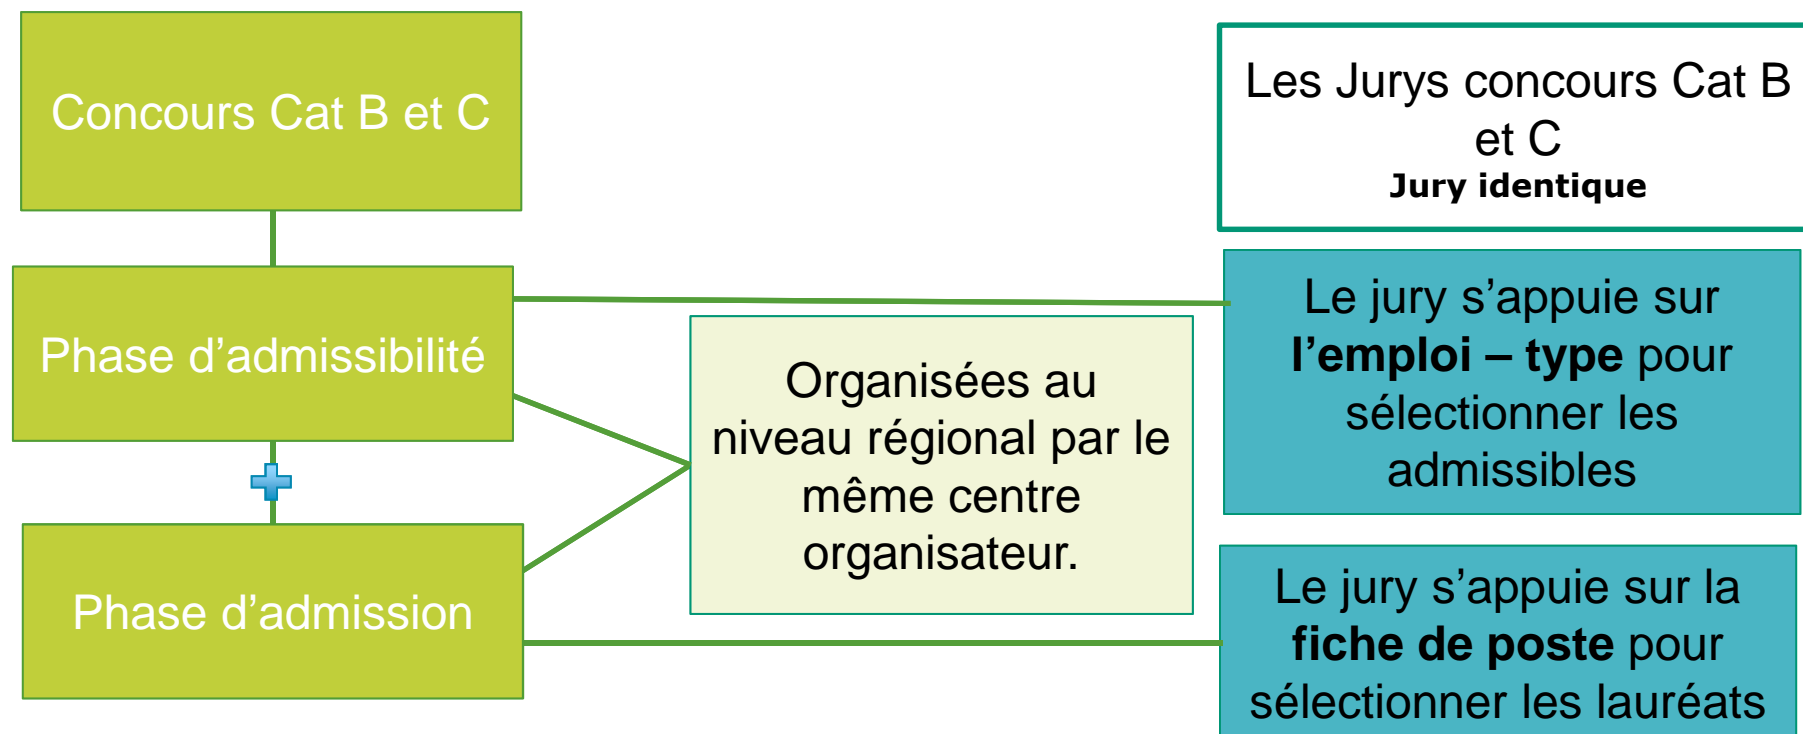 Concours Cat B et C
Phase d’admissibilité
Phase d’admission
Organisées au
niveau régional par le
même centre
organisateur.
Les Jurys concours Cat B
et C
Jury identique
Le jury s’appuie sur
l’emploi – type pour
sélectionner les
admissibles
Le jury s’appuie sur la
fiche de poste pour
sélectionner les lauréats